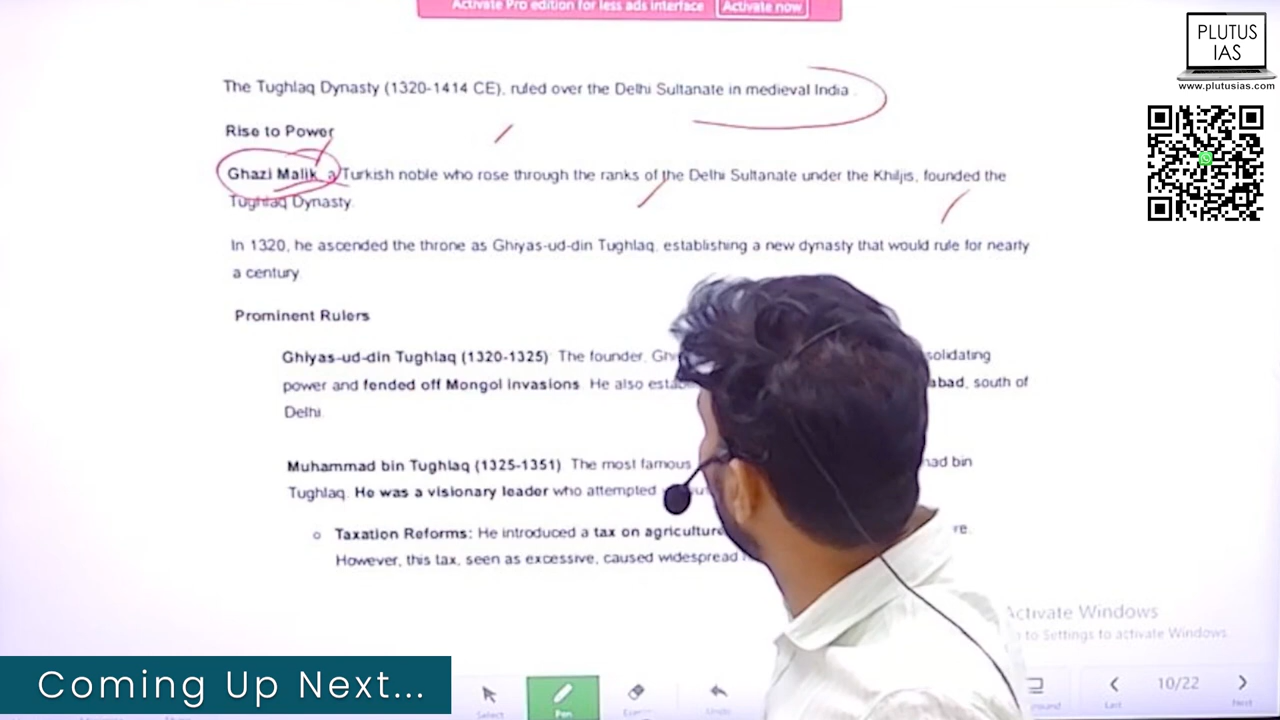 Activate Pro edition for less ads interface Activate now
PLUTUS
IAS
www.plutusias.com
The Tughlaq Dynasty (1320-1414 CE), ruled over the Delhi Sultanate in medieval India
Rise to Power
Ghazi Malik, a Turkish noble who rose through the ranks of the Delhi Sultanate under the Khiljis, founded the
Tughlaq Dynasty.
In 1320, he ascended the throne as Ghiyas-ud-din Tughlaq, establishing a new dynasty that would rule for nearly
a century
Prominent Rulers
Ghiyas-ud-din Tughlaq (1320-1325) The founder,
power and fended off Mongol invasions. He also south of
Delhi.
Muhammad bin Tughlaq (1325-1351) The most famous bin
Tughlaq. He was a visionary leader who attempted
Taxation Reforms: He introduced a tax on agriculture
However, this tax, seen as excessive, caused widespread
Activate Windows
to Settings to activate Windows.
Coming Up Next...
Select Pen Undo Last 10/22 Next